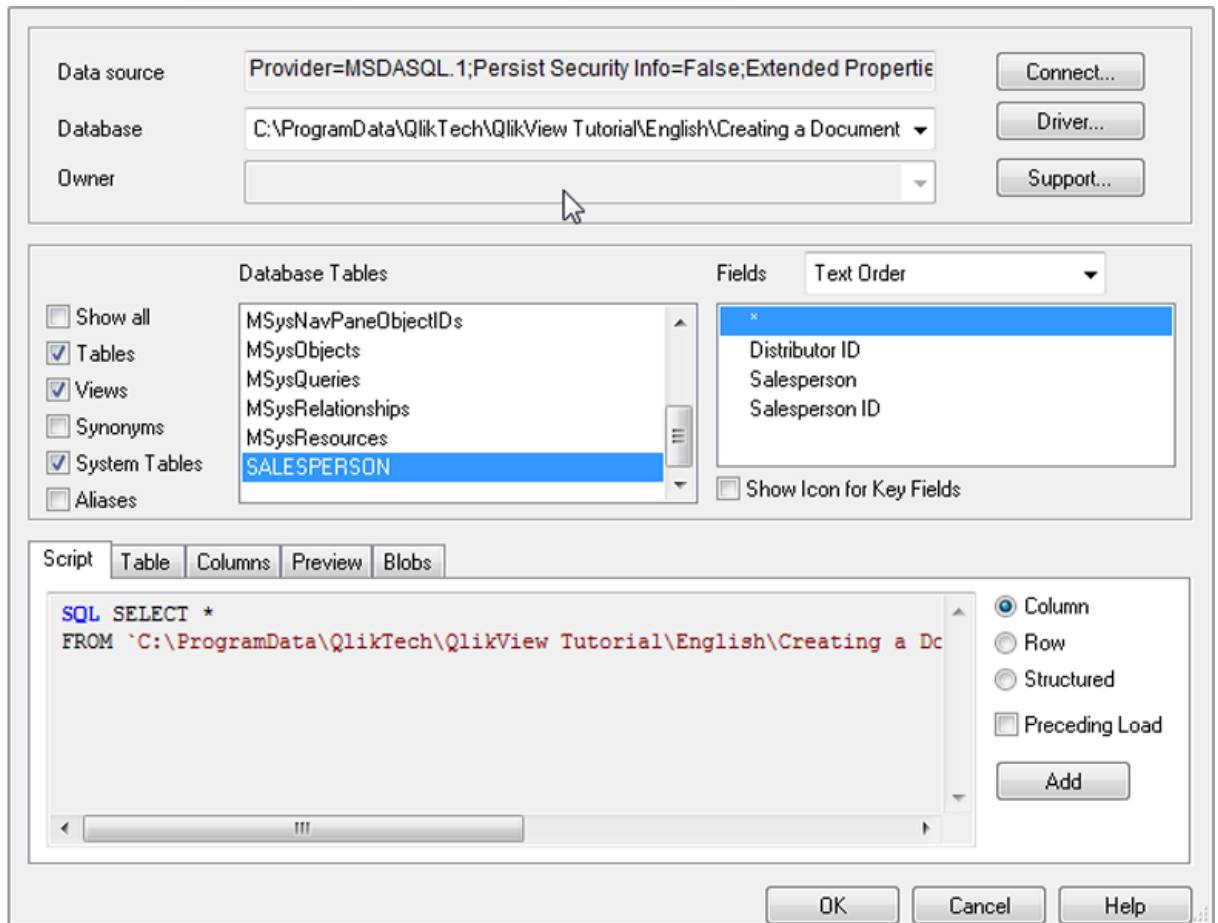 Data source Provider=MSDASQL.1;Persist Security Info=False;Extended Propertie Connect...
Database C:\ProgramData\QlikTech\QlikView Tutorial\English\Creating a Document Driver...
Owner Support...
Database Tables Fields Text Order
Show all MSysNavPaneObjectIDs *
Tables MSysObjects Distributor ID
Views MSysQueries Salesperson
Synonyms MSysRelationships Salesperson ID
MSysResources
System Tables SALESPERSON
Aliases Show Icon for Key Fields
Script Table Columns Preview Blobs
SQL SELECT * Column
FROM `C:\ProgramData\QlikTech\QlikView Tutorial\English\Creating a Do Row
Structured
Preceding Load
Add
OK Cancel Help